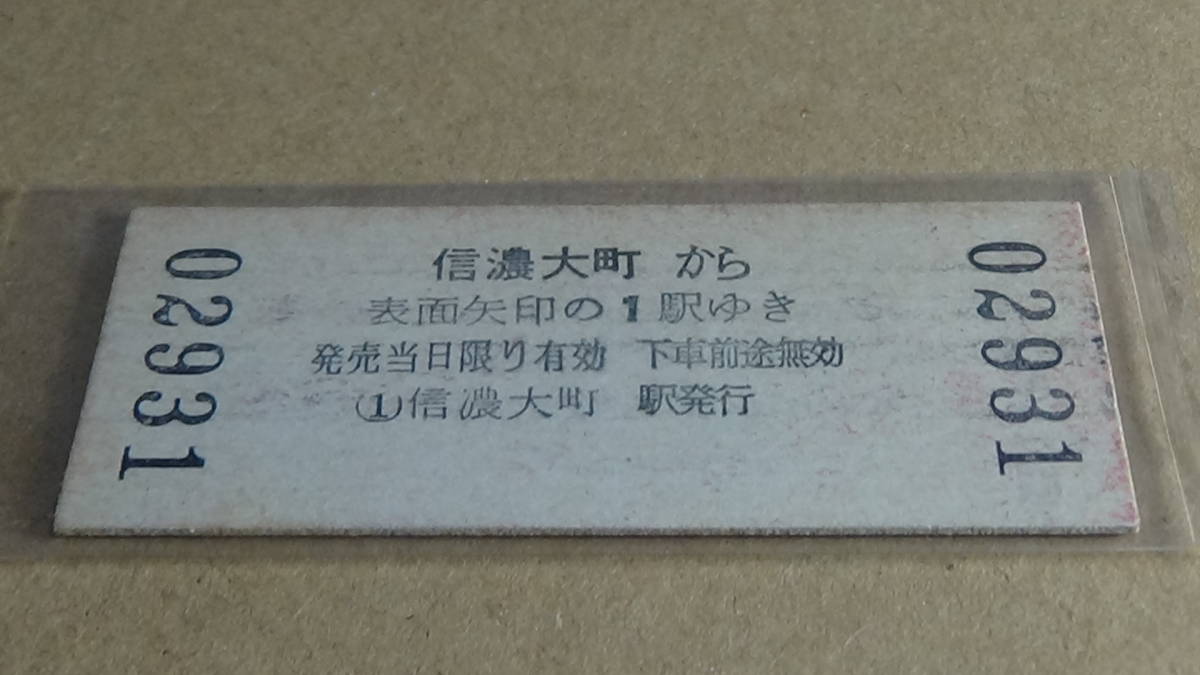 02931
信濃大町 から
表面矢印の1駅ゆき
発売当日限り有効 下車前途無効
(1)信濃大町 駅発行
02931